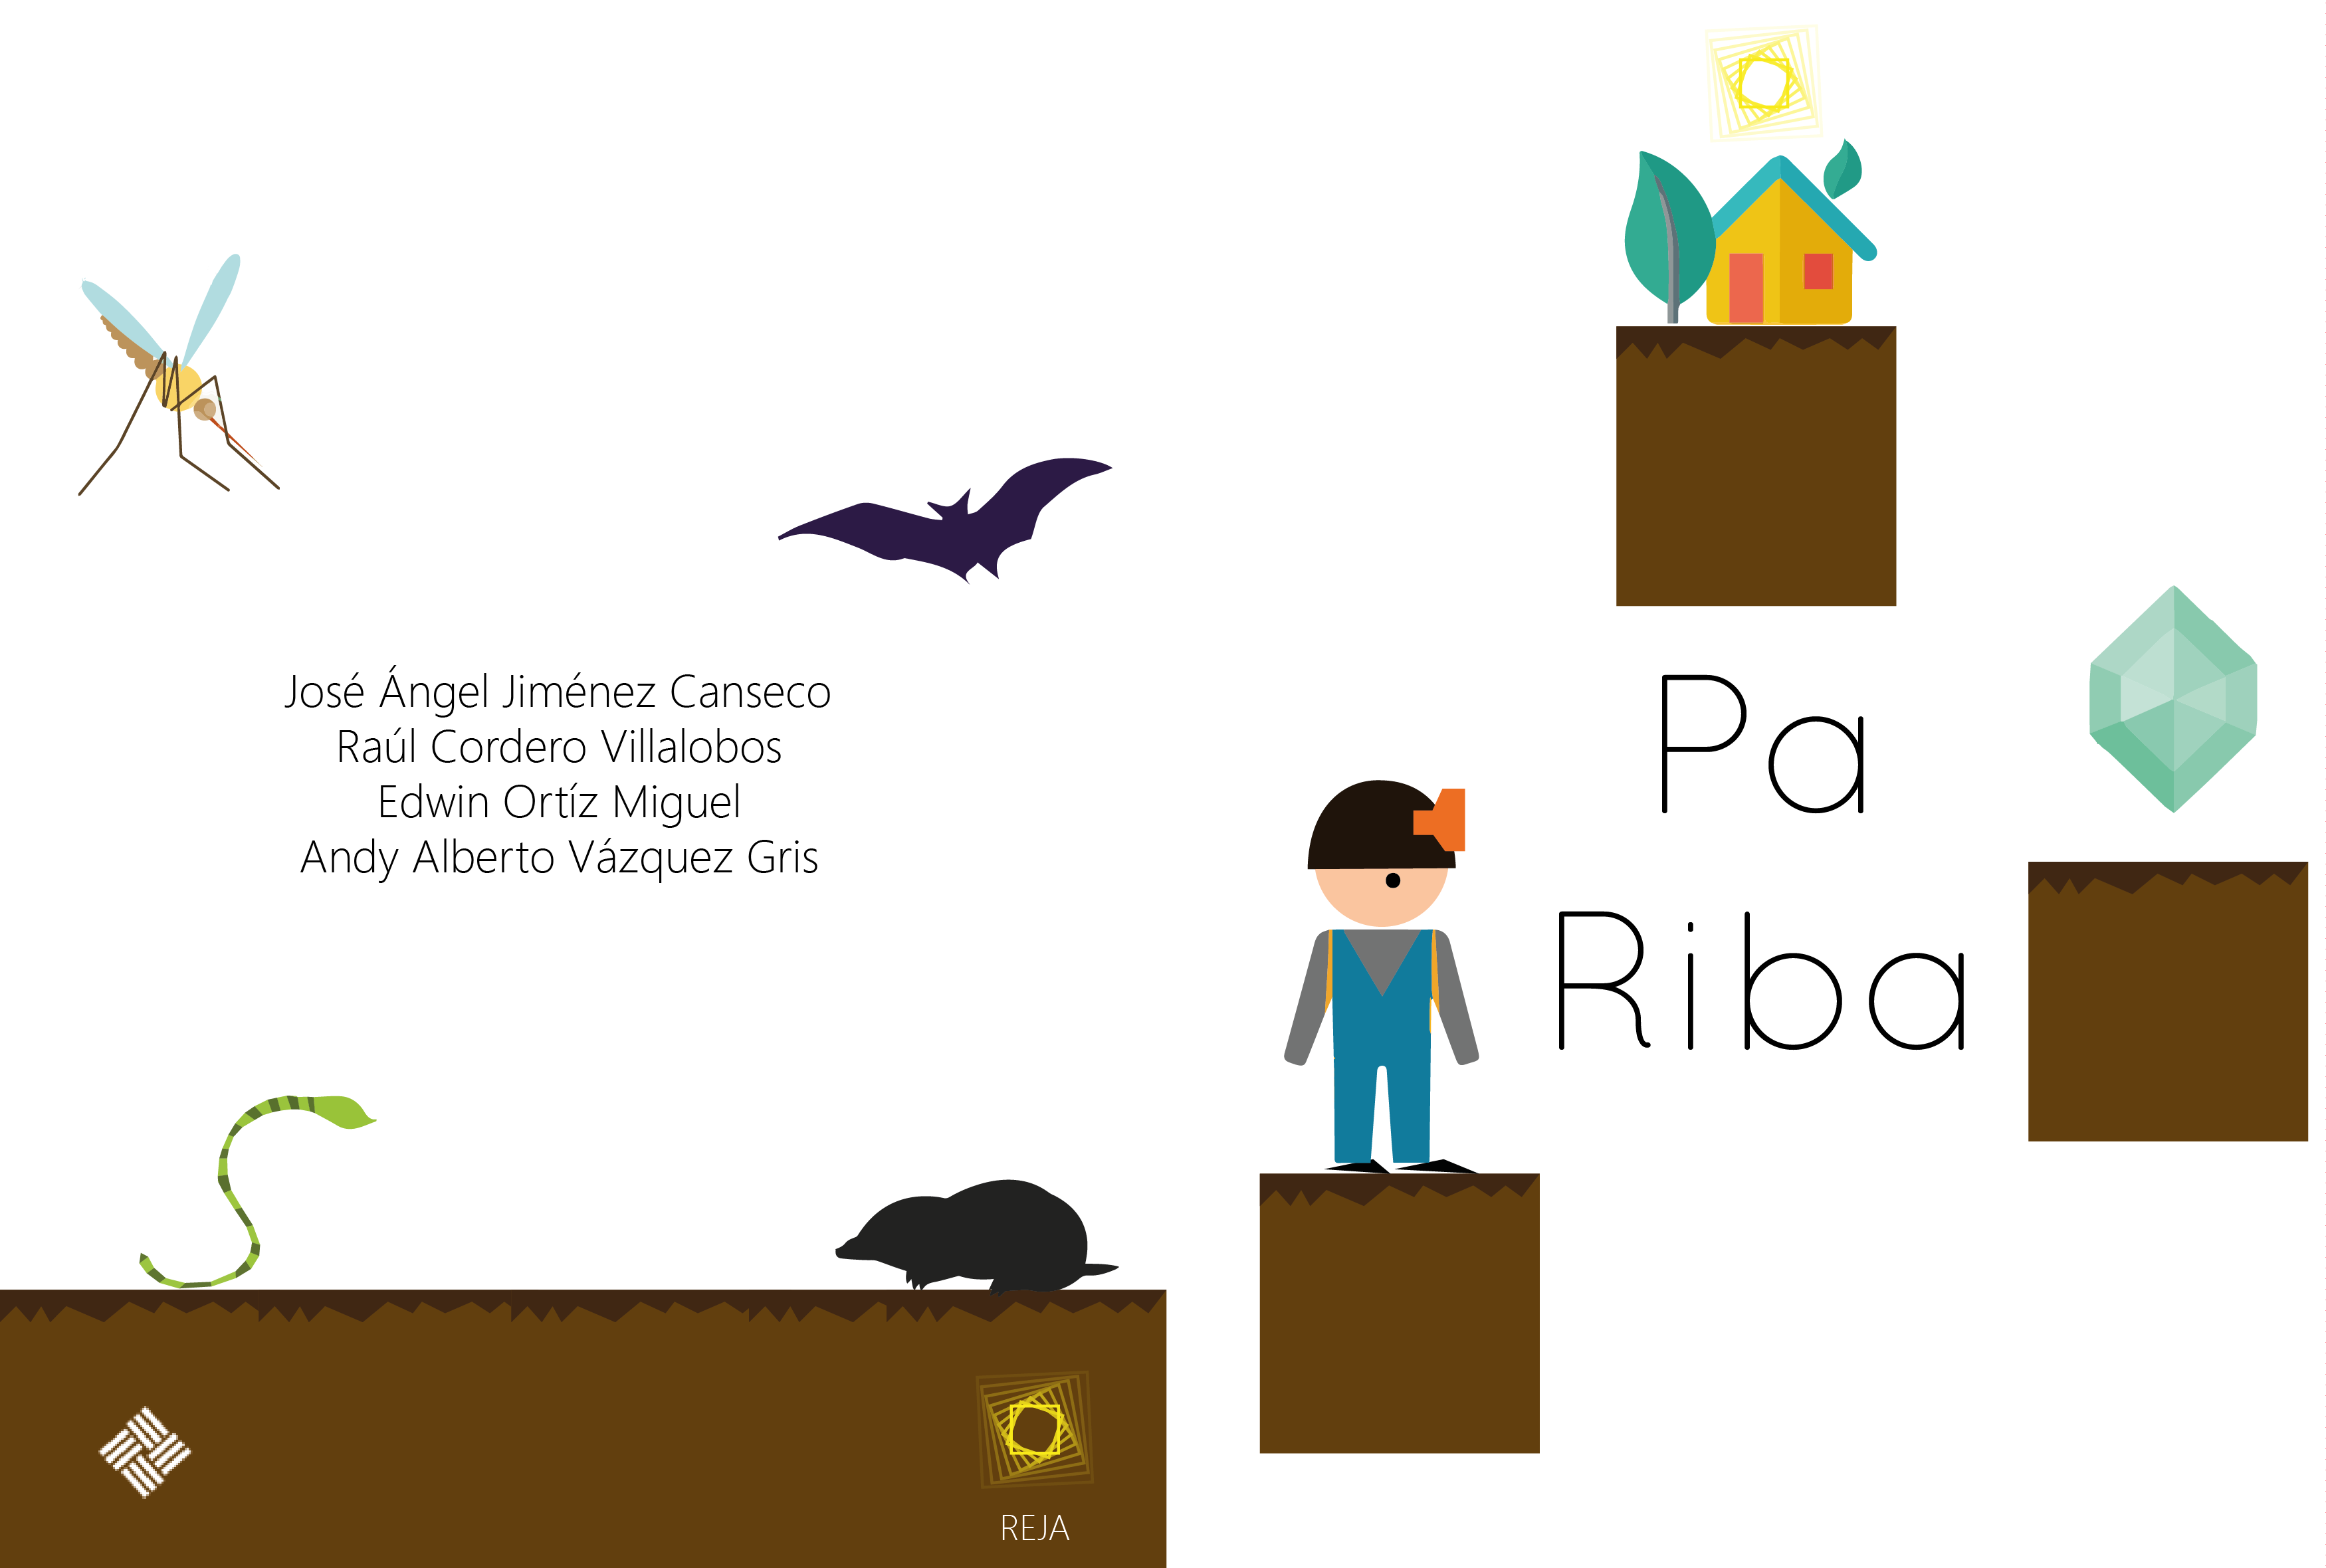 José Ángel Jiménez Canseco
Raúl Cordero Villalobos
Edwin Ortíz Miguel
Andy Alberto Vázquez Gris
REJA
Pa
Riba